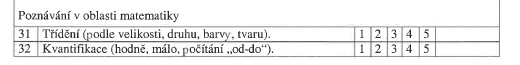 Poznávání v oblasti matematiky
31 Třídění (podle velikosti, druhu, barvy, tvaru). 1 2 3 4 5
32 Kvantifikace (hodně, málo, počítání „od-do“). 1 2 3 4 5